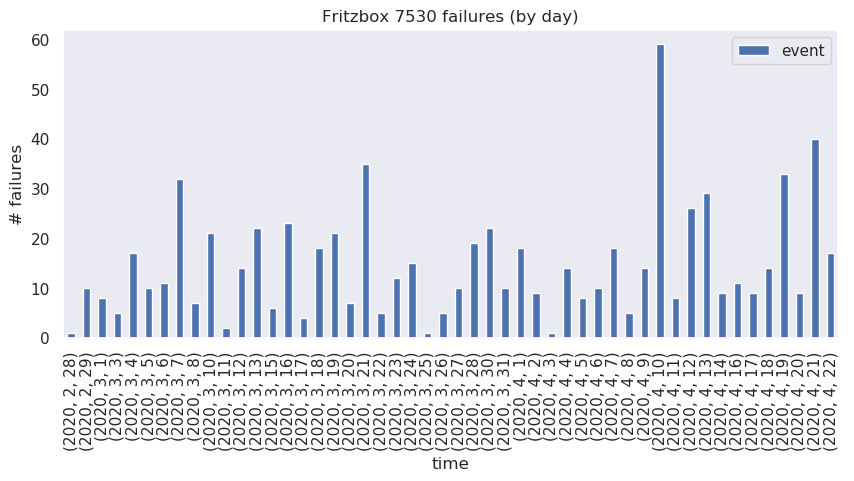 Fritzbox 7530 failures (by day)
event
# failures
60
50
40
30
20
10
0
(2020, 2, 28)
(2020, 2, 29)
(2020, 3, 1)
(2020, 3, 3)
(2020, 3, 4)
(2020, 3, 5)
(2020, 3, 6)
(2020, 3, 7)
(2020, 3, 8)
(2020, 3, 10)
(2020, 3, 11)
(2020, 3, 12)
(2020, 3, 13)
(2020, 3, 15)
(2020, 3, 16)
(2020, 3, 17)
(2020, 3, 18)
(2020, 3, 19)
(2020, 3, 20)
(2020, 3, 21)
(2020, 3, 22)
(2020, 3, 23)
(2020, 3, 24)
(2020, 3, 25)
(2020, 3, 26)
(2020, 3, 27)
(2020, 3, 28)
(2020, 3, 30)
(2020, 3, 31)
(2020, 4, 1)
(2020, 4, 2)
(2020, 4, 3)
(2020, 4, 4)
(2020, 4, 5)
(2020, 4, 6)
(2020, 4, 7)
(2020, 4, 8)
(2020, 4, 9)
(2020, 4, 10)
(2020, 4, 11)
(2020, 4, 12)
(2020, 4, 13)
(2020, 4, 14)
(2020, 4, 16)
(2020, 4, 17)
(2020, 4, 18)
(2020, 4, 19)
(2020, 4, 20)
(2020, 4, 21)
(2020, 4, 22)
time